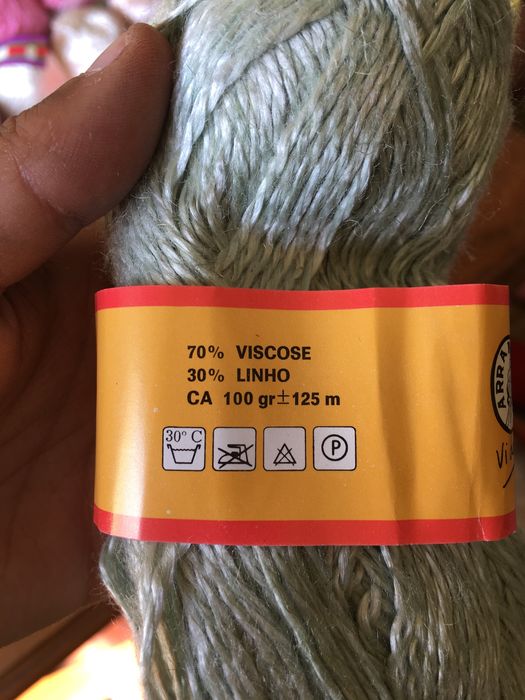 70% VISCOSE
30% LINHO
CA 100 gr±125 m
30° C
P